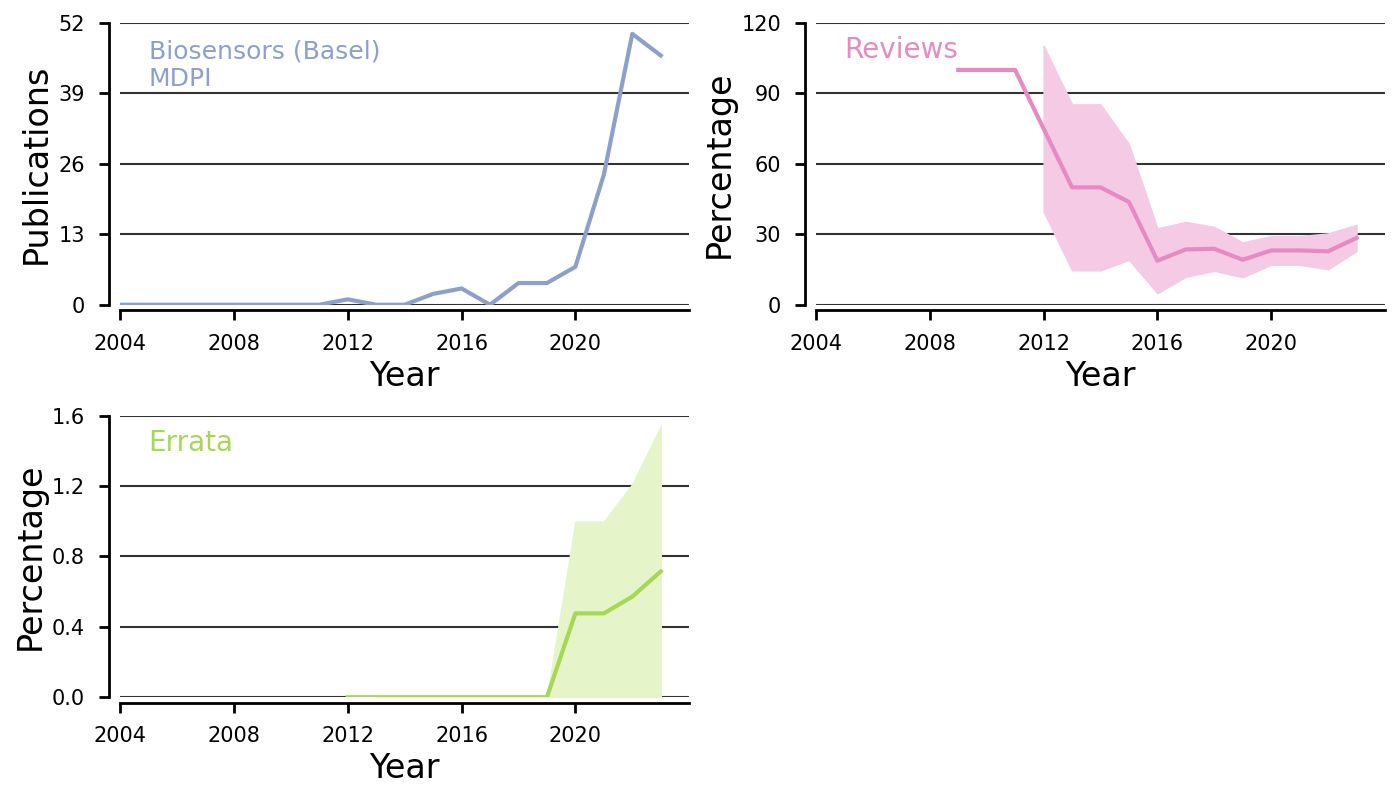 Publications
52
39
26
13
0
Biosensors (Basel)
MDPI
2004 2008 2012 2016 2020
Year
Percentage
120
90
60
30
0
Reviews
2004 2008 2012 2016 2020
Year
Percentage
1.6
1.2
0.8
0.4
0.0
Errata
2004 2008 2012 2016 2020
Year